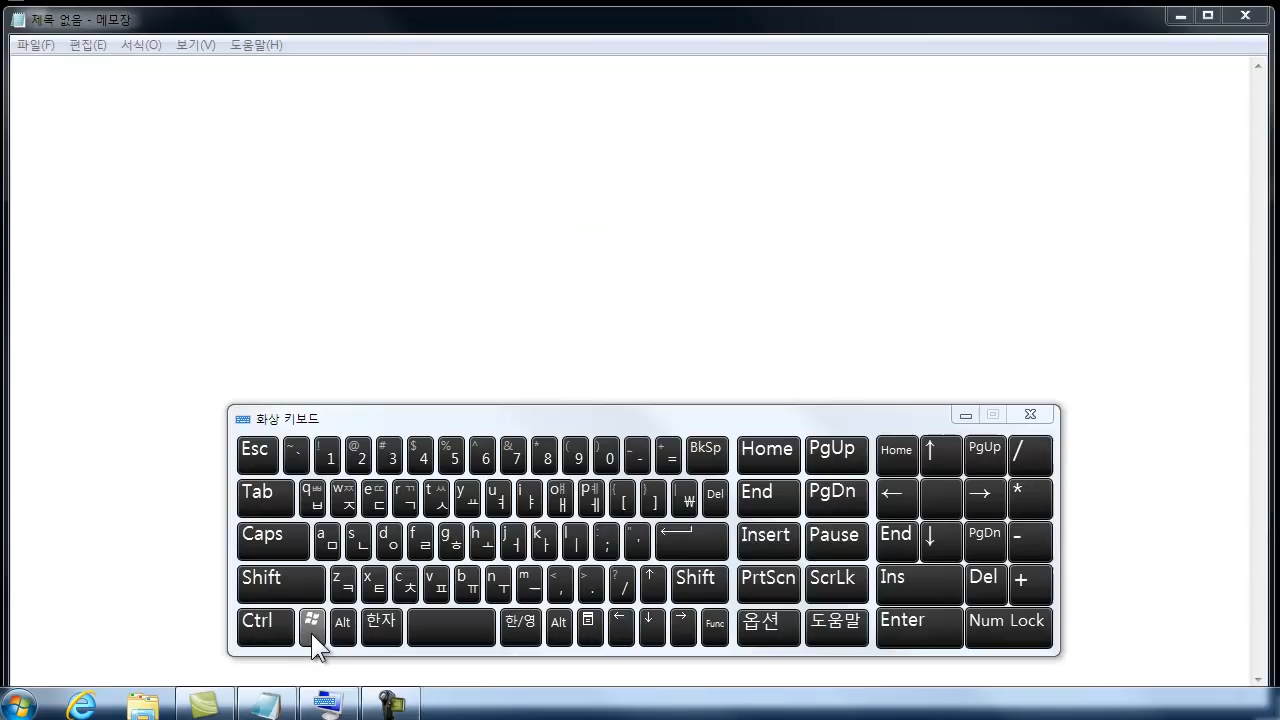 제목 없음 - 메모장
파일(F) 편집(E) 서식(O) 보기(V) 도움말(H)
화상 키보드
Esc ~ ` ! 1 @ 2 # 3 $ 4 % 5 ^ 6 & 7 * 8 ( 9 ) 0 _ - + = BkSp Home PgUp Home ↑ PgUp /
Tab q ㅃ ㅂ w ㅉ ㅈ e ㄸ ㄷ r ㄲ ㄱ t ㅆ ㅅ y ㅛ u ㅕ i ㅑ o ㅒ ㅐ p ㅖ ㅔ { [ } ] | ₩ Del End PgDn ← → *
Caps a ㅁ s ㄴ d ㅇ f ㄹ g ㅎ h ㅗ j ㅓ k ㅏ l ㅣ : ; " ' Insert Pause End ↓ PgDn -
Shift z ㅋ x ㅌ c ㅊ v ㅍ b ㅠ n ㅜ m ㅡ < , > . ? / ↑ Shift PrtScn ScrLk Ins Del +
Ctrl Alt 한자 한/영 Alt ← ↓ → Func 옵션 도움말 Enter Num Lock